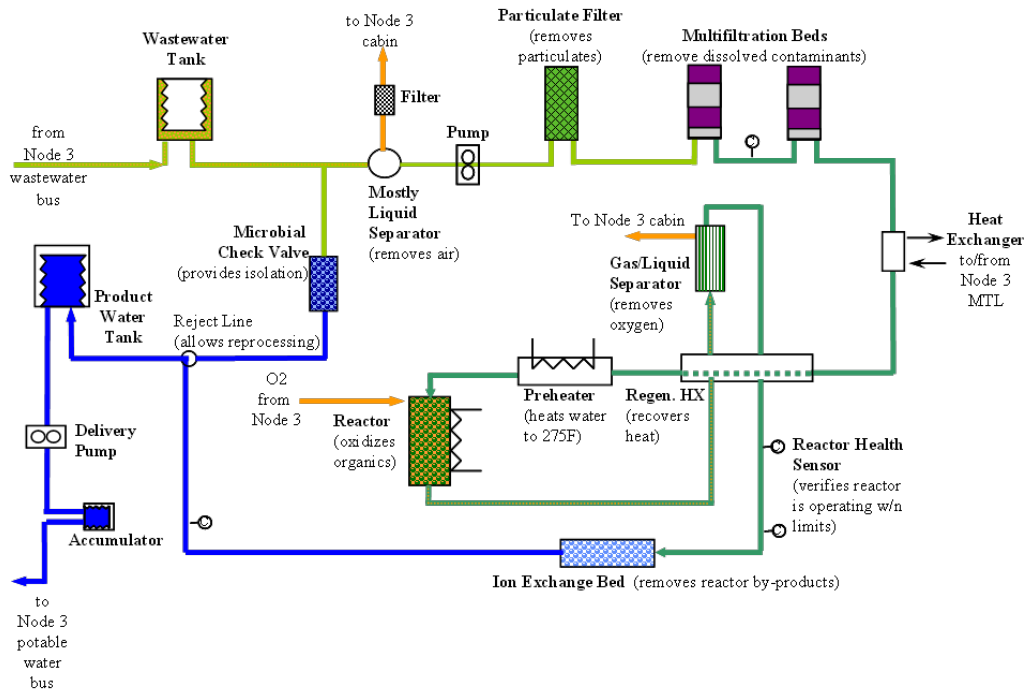 Wastewater
Tank
to Node 3
cabin
Particulate Filter
(removes
particulates)
Multifiltration Beds
(remove dissolved contaminants)
Filter
Pump
from
Node 3
wastewater
bus
Mostly
Liquid
Separator
(removes air)
Microbial
Check Valve
(provides isolation)
To Node 3 cabin
Heat
Exchanger
to/from
Node 3
MTL
Gas/Liquid
Separator
(removes
oxygen)
Product
Water
Tank
Reject Line
(allows reprocessing)
O2
from
Node 3
Reactor
(oxidizes
organics)
Preheater
(heats water
to 275F)
Regen. HX
(recovers
heat)
Delivery
Pump
Reactor Health
Sensor
(verifies reactor
is operating w/n
limits)
C
C
C
C
Accumulator
Ion Exchange Bed (removes reactor by-products)
to
Node 3
potable
water
bus